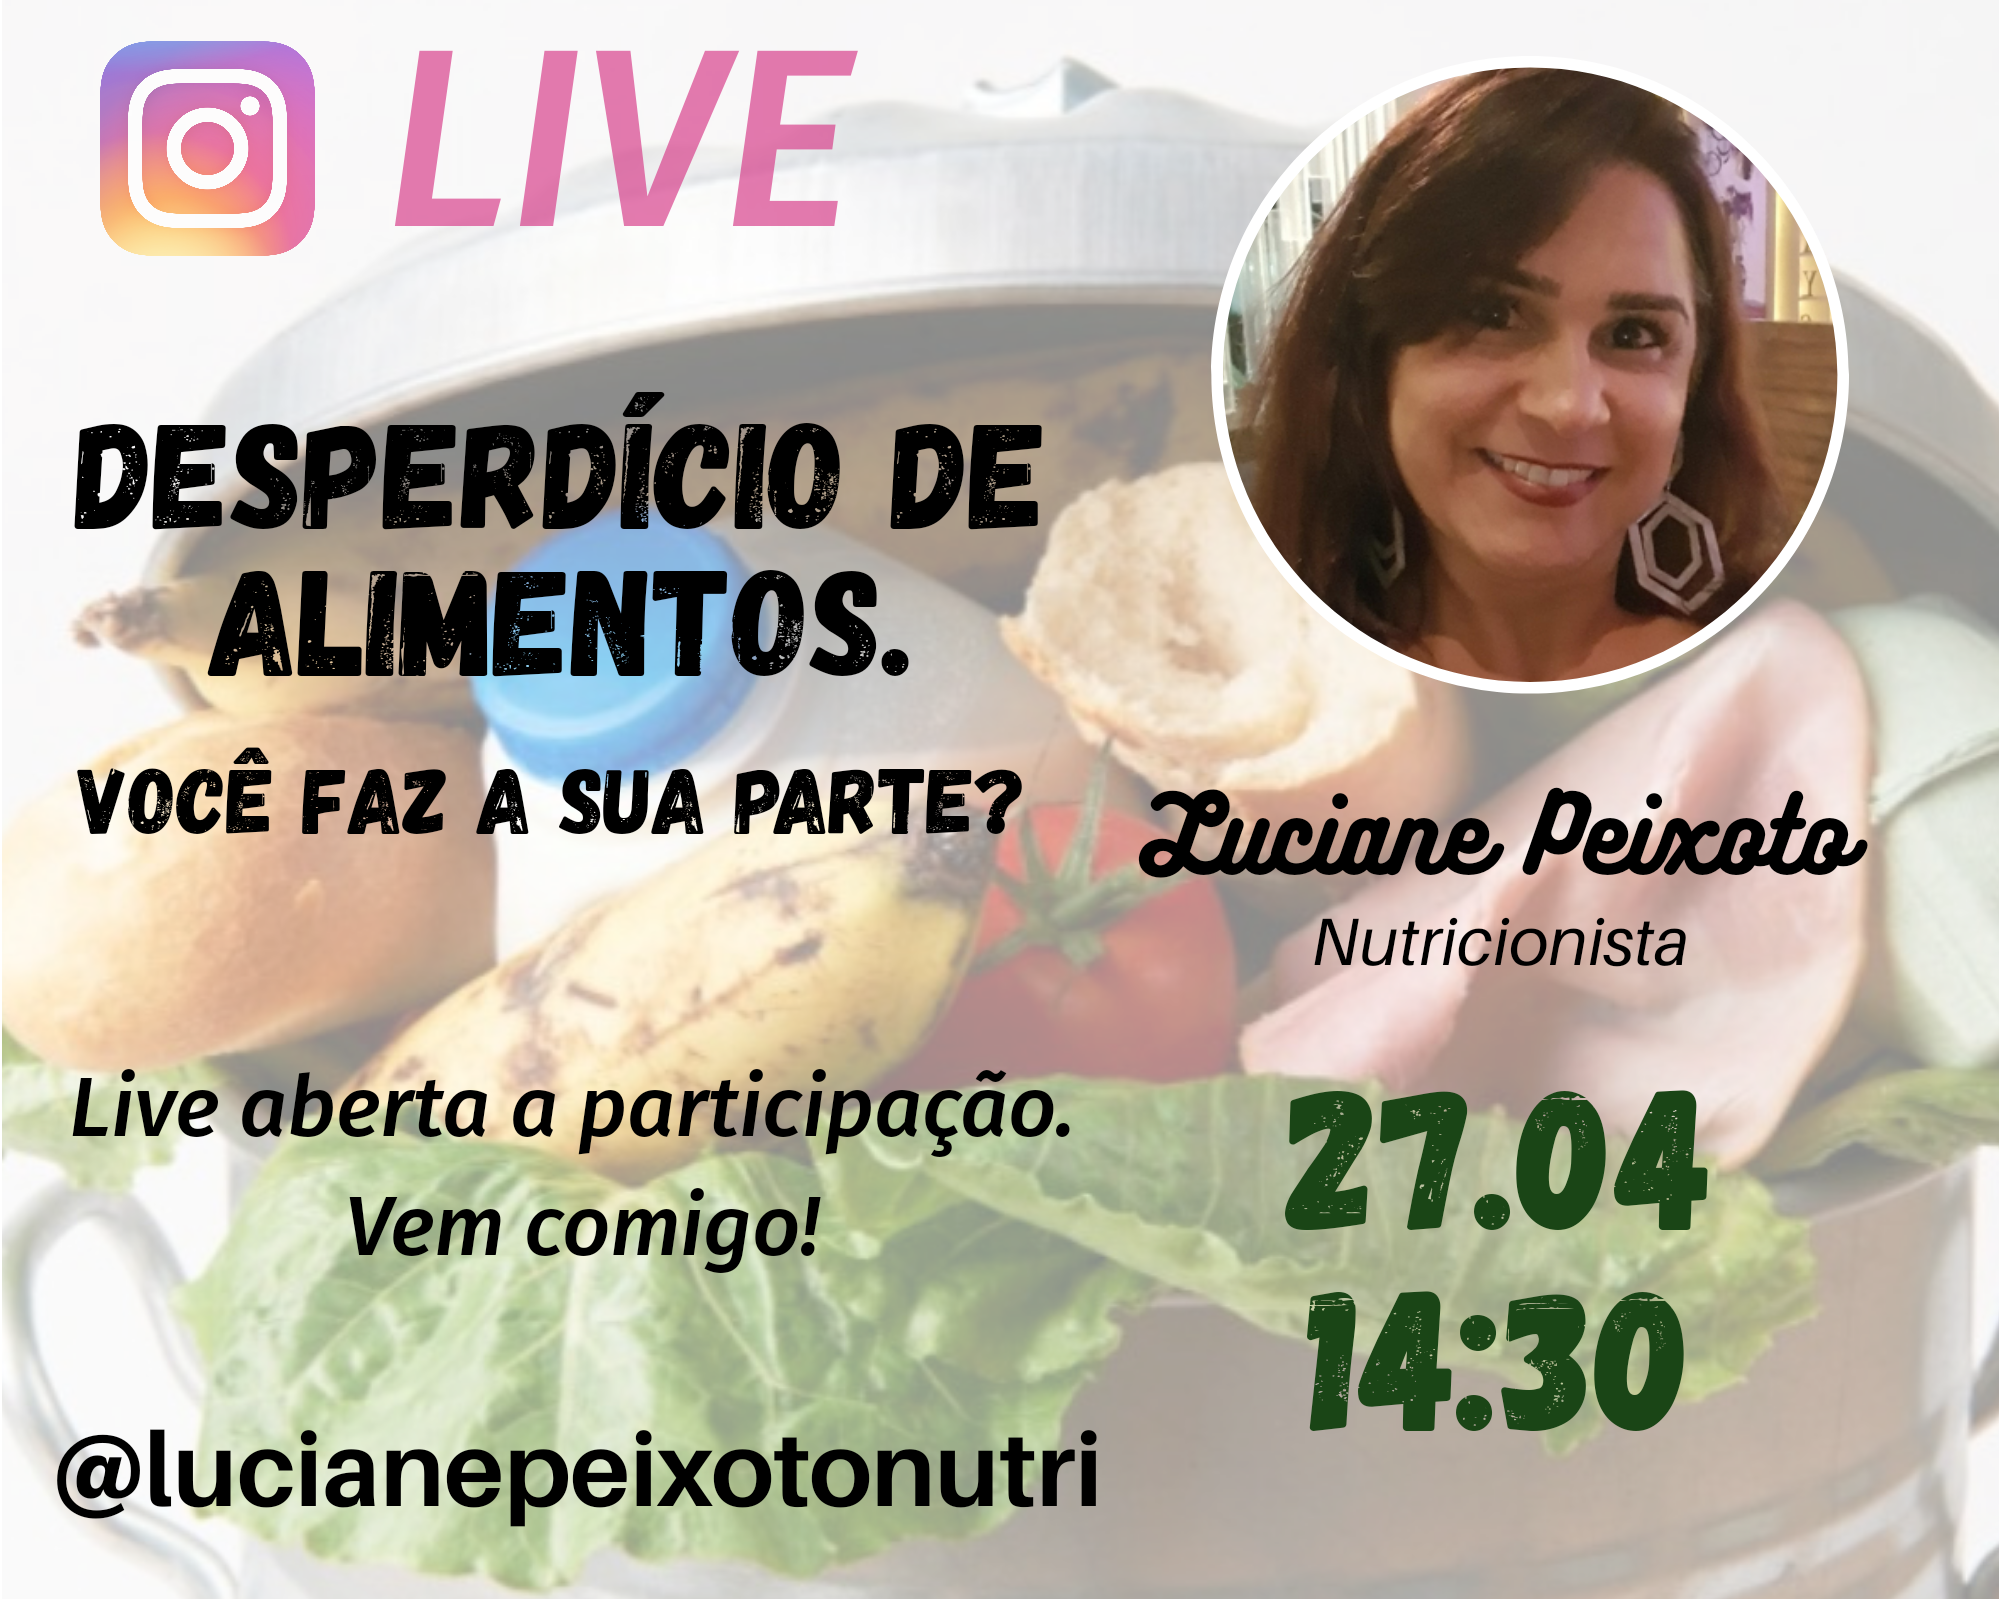 LIVE
DESPERDÍCIO DE
ALIMENTOS.
VOCÊ FAZ A SUA PARTE?
Luciane Peixoto
Nutricionista
Live aberta a participação.
Vem comigo!
27.04
14:30
@lucianepeixotonutri